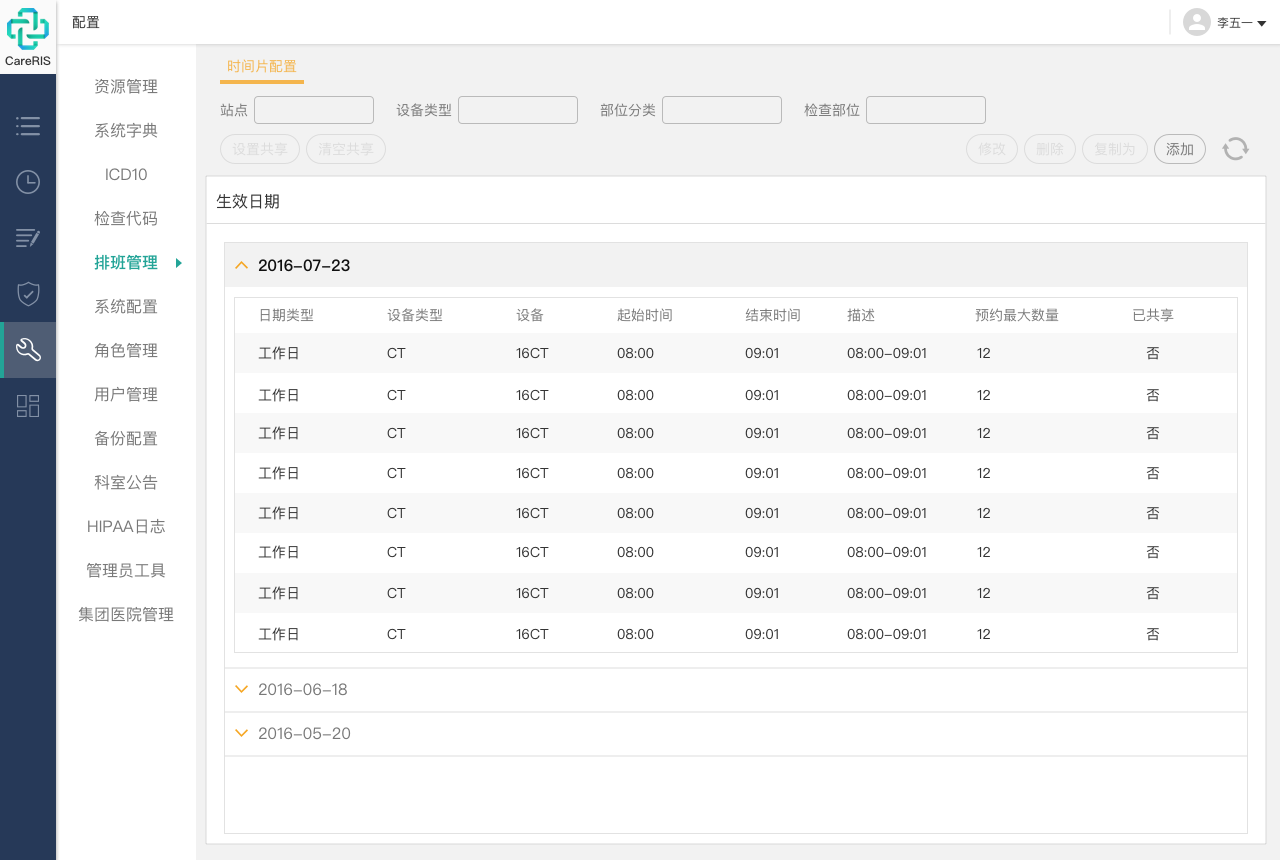 CareRIS
配置
李五一
资源管理
系统字典
ICD10
检查代码
排班管理
系统配置
角色管理
用户管理
备份配置
科室公告
HIPAA日志
管理员工具
集团医院管理
时间片配置
站点 设备类型 部位分类 检查部位
设置共享 清空共享 修改 删除 复制为 添加
生效日期
2016-07-23
日期类型 设备类型 设备 起始时间 结束时间 描述 预约最大数量 已共享
工作日 CT 16CT 08:00 09:01 08:00-09:01 12 否
工作日 CT 16CT 08:00 09:01 08:00-09:01 12 否
工作日 CT 16CT 08:00 09:01 08:00-09:01 12 否
工作日 CT 16CT 08:00 09:01 08:00-09:01 12 否
工作日 CT 16CT 08:00 09:01 08:00-09:01 12 否
工作日 CT 16CT 08:00 09:01 08:00-09:01 12 否
工作日 CT 16CT 08:00 09:01 08:00-09:01 12 否
工作日 CT 16CT 08:00 09:01 08:00-09:01 12 否
2016-06-18
2016-05-20